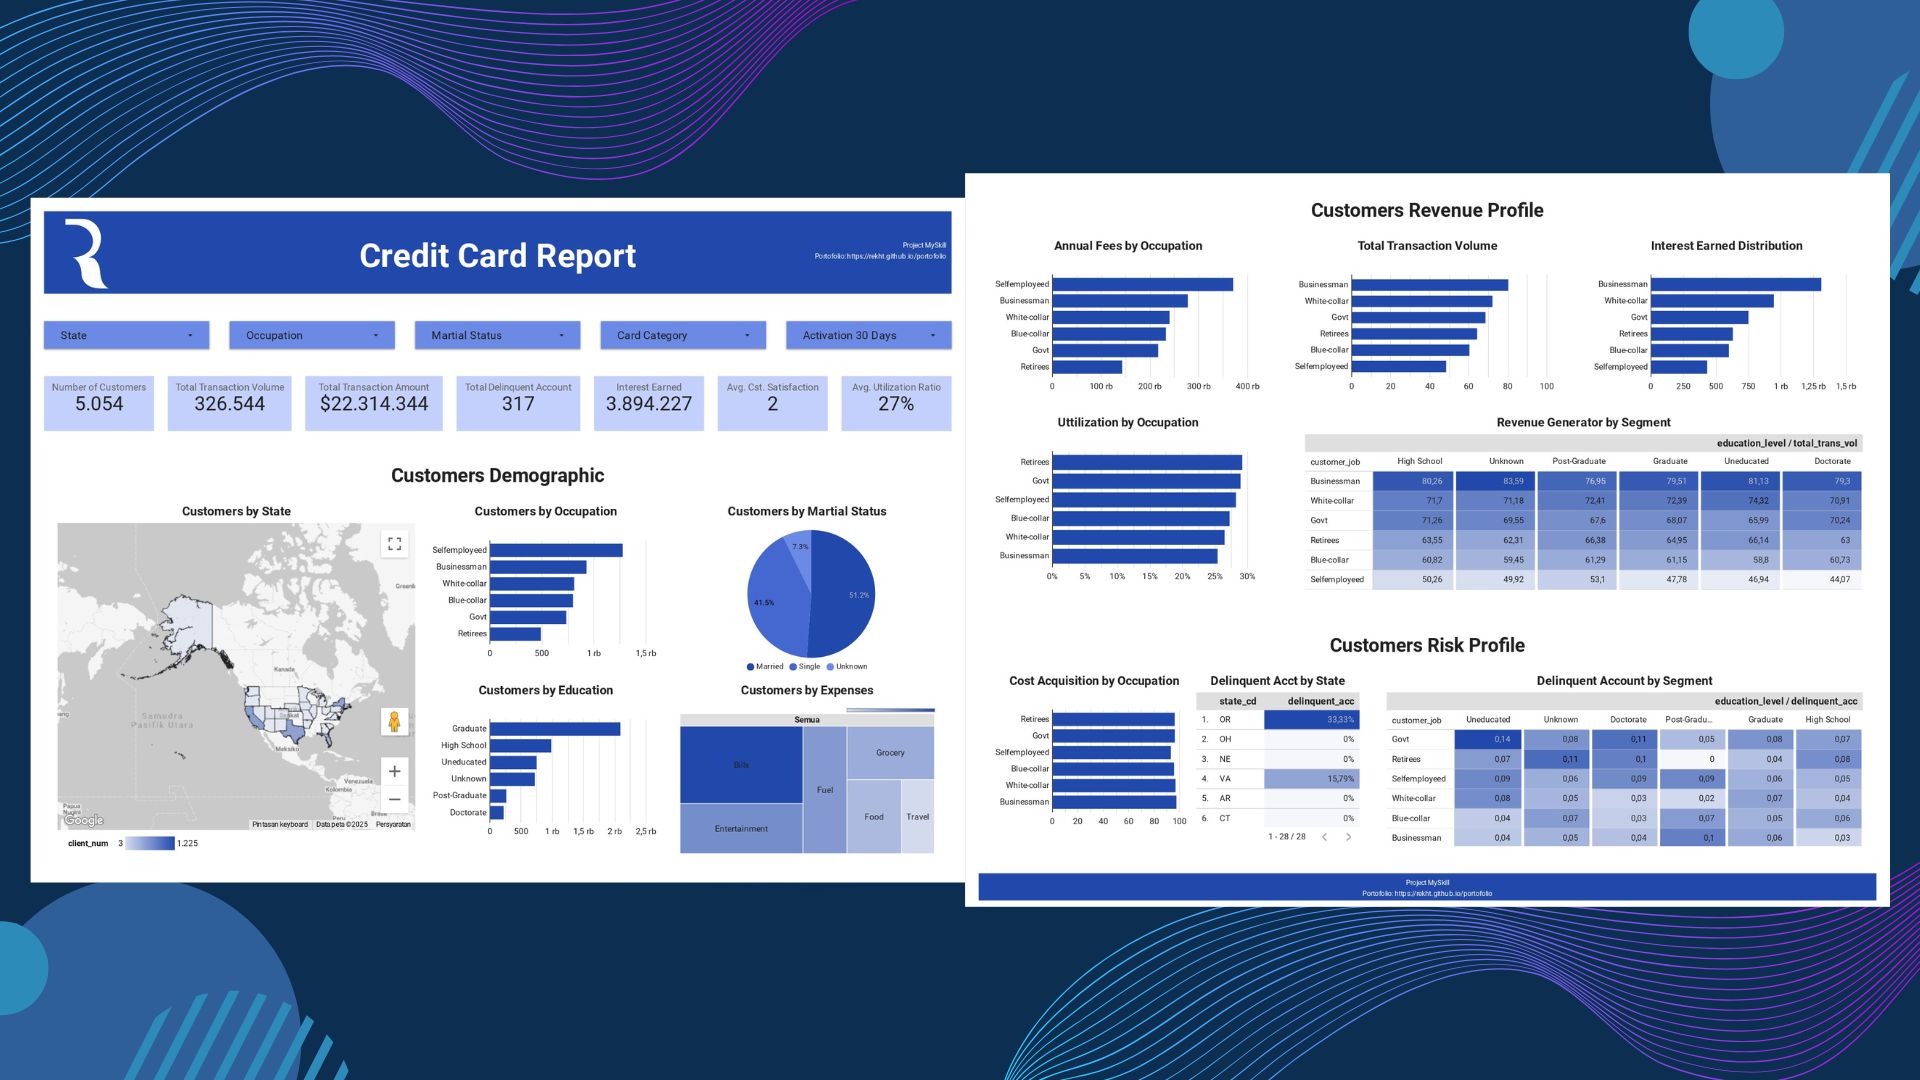 Credit Card Report
Project MySkill
Portofolio: https://rekht.github.io/portofolio
State
Occupation
Martial Status
Card Category
Activation 30 Days
Number of Customers
5.054
Total Transaction Volume
326.544
Total Transaction Amount
$22.314.344
Total Delinquent Account
317
Interest Earned
3.894.227
Avg. Cst. Satisfaction
2
Avg. Utilization Ratio
27%
Customers Demographic
Customers by State
Samudra
Pasifik Utara
Kanada
Meksiko
Venezuela
Kolombia
Papua
Google
Pintasan keyboard
Data peta ©2025
Persyaratan
client_num 3 1.225
Customers by Occupation
Selfemployeed
Businessman
White-collar
Blue-collar
Govt
Retirees
0 500 1 rb 1,5 rb
Customers by Martial Status
7.3%
41.5%
51.2%
Married Single Unknown
Customers by Education
Graduate
High School
Uneducated
Unknown
Post-Graduate
Doctorate
0 500 1 rb 1,5 rb 2 rb 2,5 rb
Customers by Expenses
Semua
Bills
Entertainment
Fuel
Grocery
Food
Travel
Customers Revenue Profile
Annual Fees by Occupation
Selfemployeed
Businessman
White-collar
Blue-collar
Govt
Retirees
0 100 rb 200 rb 300 rb 400 rb
Total Transaction Volume
Businessman
White-collar
Govt
Retirees
Blue-collar
Selfemployeed
0 20 40 60 80 100
Interest Earned Distribution
Businessman
White-collar
Govt
Retirees
Blue-collar
Selfemployeed
0 250 500 750 1 rb 1,25 rb 1,5 rb
Uttilization by Occupation
Retirees
Govt
Selfemployeed
Blue-collar
White-collar
Businessman
0% 5% 10% 15% 20% 25% 30%
Revenue Generator by Segment
education_level / total_trans_vol
customer_job High School Unknown Post-Graduate Graduate Uneducated Doctorate
Businessman 80,26 83,59 76,95 79,51 81,13 79,3
White-collar 71,7 71,18 72,41 72,39 74,32 70,91
Govt 71,26 69,55 67,6 68,07 65,99 70,24
Retirees 63,55 62,31 66,38 64,95 66,14 63
Blue-collar 60,82 59,45 61,29 61,15 58,8 60,73
Selfemployeed 50,26 49,92 53,1 47,78 46,94 44,07
Customers Risk Profile
Cost Acquisition by Occupation
Retirees
Govt
Selfemployeed
Blue-collar
White-collar
Businessman
0 20 40 60 80 100
Delinquent Acct by State
state_cd delinquent_acc
1. OR 33,33%
2. OH 0%
3. NE 0%
4. VA 15,79%
5. AR 0%
6. CT 0%
1 - 28 / 28
Delinquent Account by Segment
education_level / delinquent_acc
customer_job Uneducated Unknown Doctorate Post-Gradu... Graduate High School
Govt 0,14 0,08 0,11 0,05 0,08 0,07
Retirees 0,07 0,11 0,1 0 0,04 0,08
Selfemployeed 0,09 0,06 0,09 0,09 0,06 0,05
White-collar 0,08 0,05 0,03 0,02 0,07 0,04
Blue-collar 0,04 0,07 0,03 0,07 0,05 0,06
Businessman 0,04 0,05 0,04 0,1 0,06 0,03
Project MySkill
Portofolio: https://rekht.github.io/portofolio